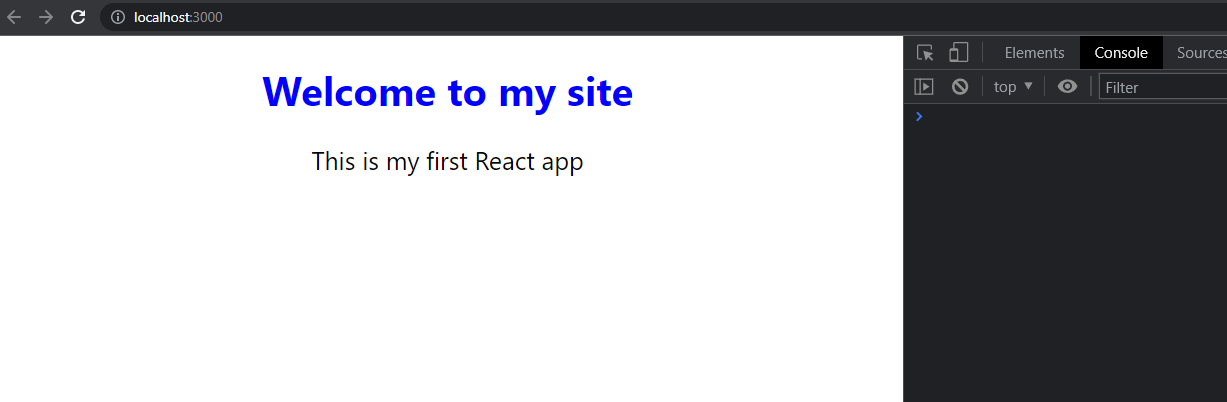 localhost:3000
Elements Console Sources
top Filter
Welcome to my site
This is my first React app